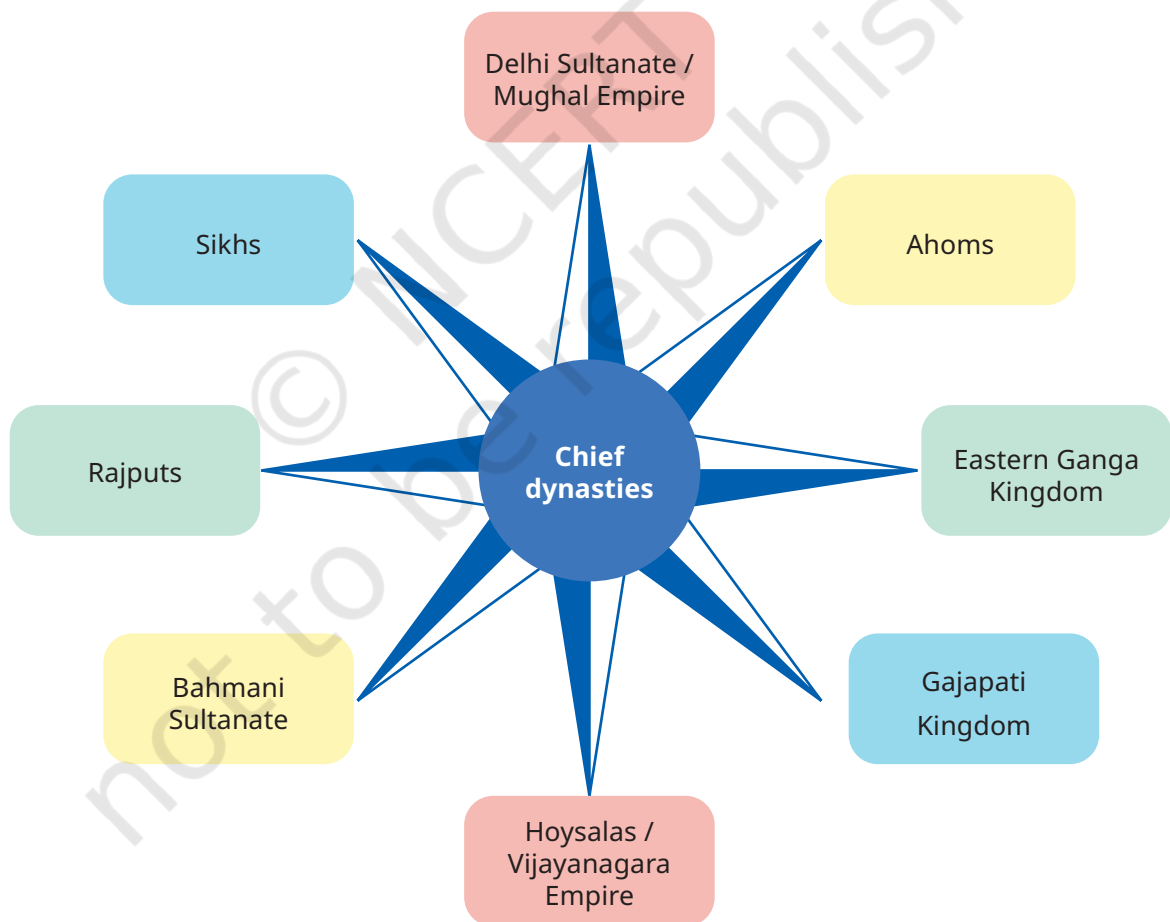 Delhi Sultanate /
Mughal Empire
Sikhs
Ahoms
Rajputs
Chief
dynasties
Eastern Ganga
Kingdom
Bahmani
Sultanate
Gajapati
Kingdom
Hoysalas /
Vijayanagara
Empire
© NCERT
not to be republish